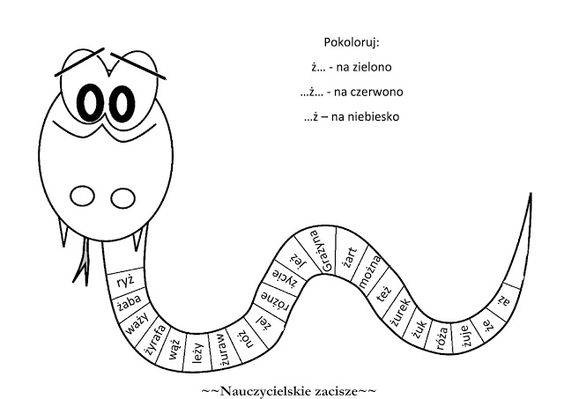 Pokoloruj:
ż… - na zielono
…ż… - na czerwono
…ż – na niebiesko
ryż
żaba
waży
żyrafa
wąż
leży
żuraw
nóż
żel
różne
życie
jeż
Grażyna
żart
można
też
żurek
żuk
róża
żuje
że
aż
~~Nauczycielskie zacisze~~